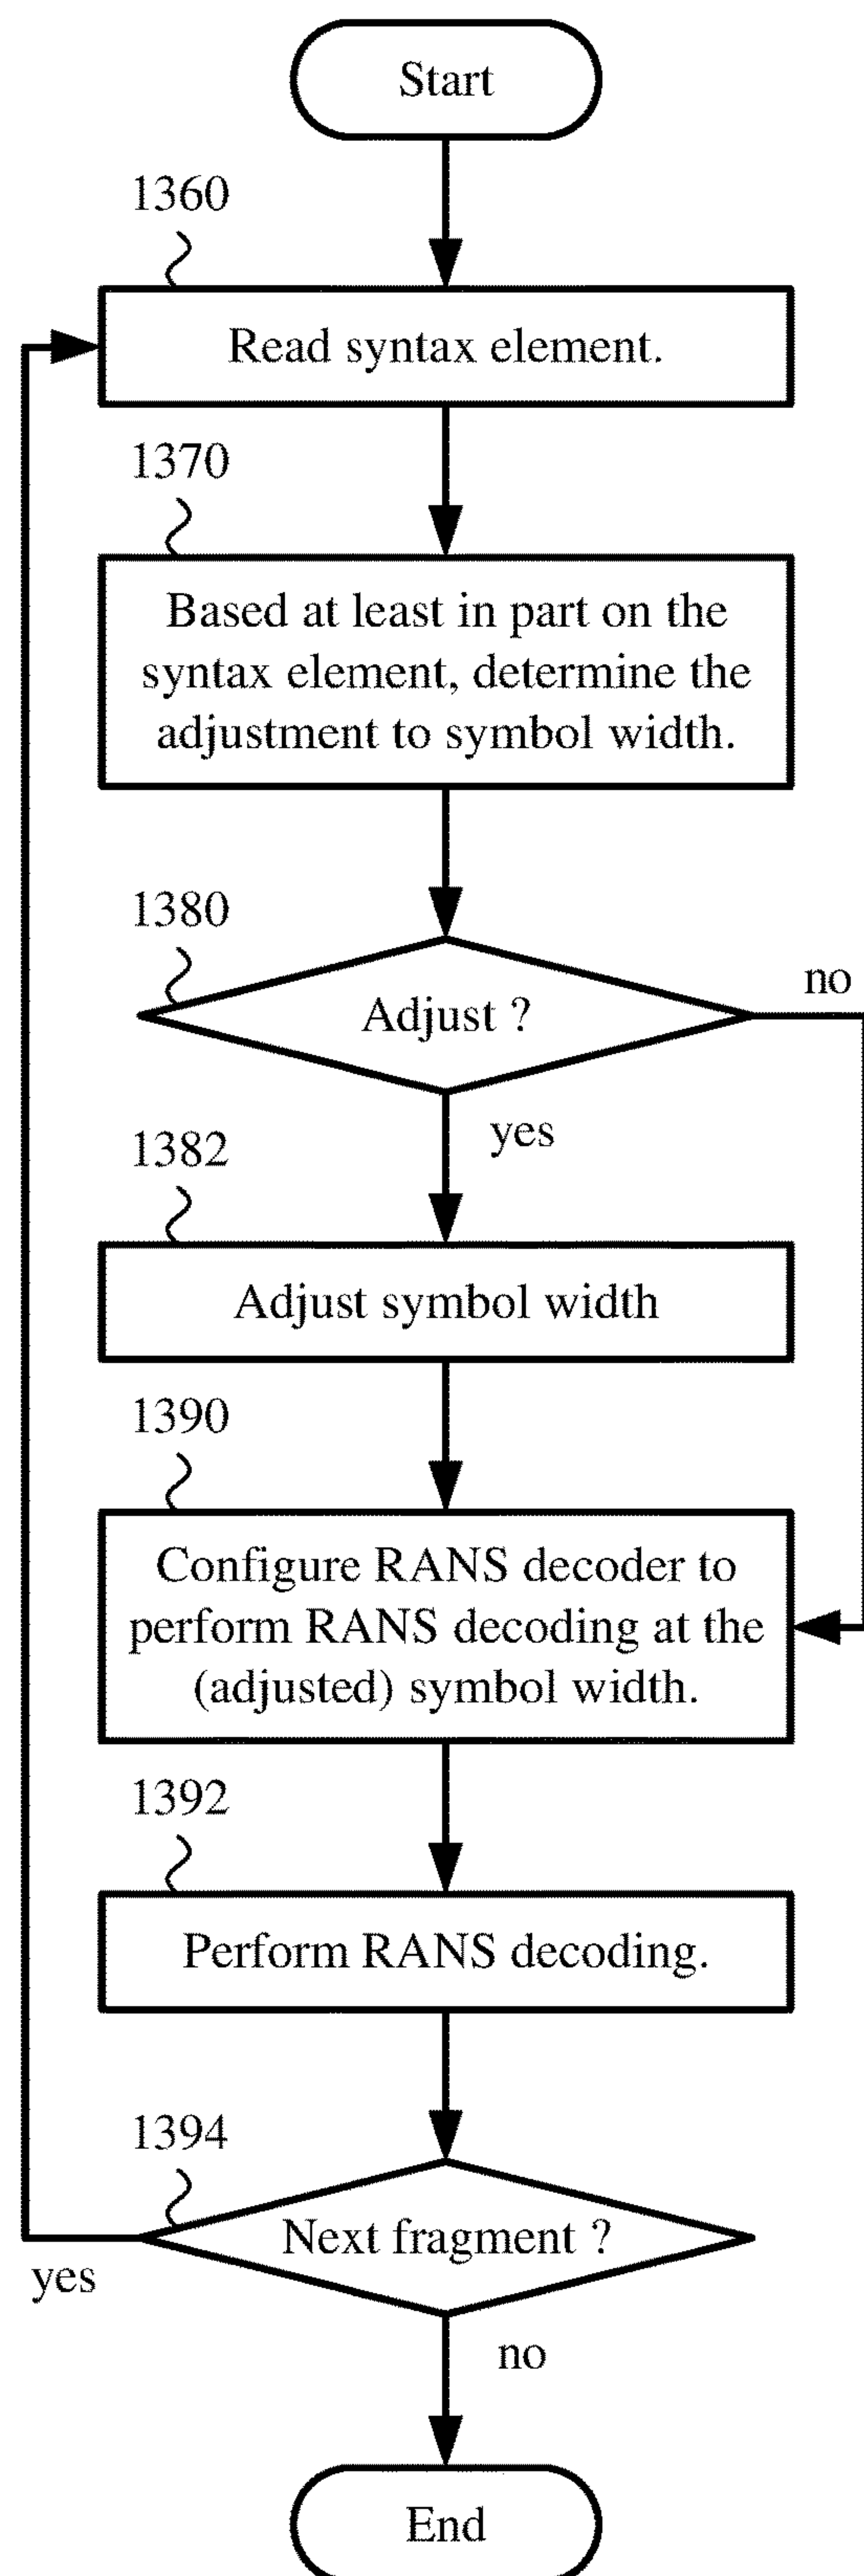 Start
1360
Read syntax element.
1370
Based at least in part on the
syntax element, determine the
adjustment to symbol width.
1380
Adjust ?
no
yes
1382
Adjust symbol width
1390
Configure RANS decoder to
perform RANS decoding at the
(adjusted) symbol width.
1392
Perform RANS decoding.
1394
Next fragment ?
yes
no
End